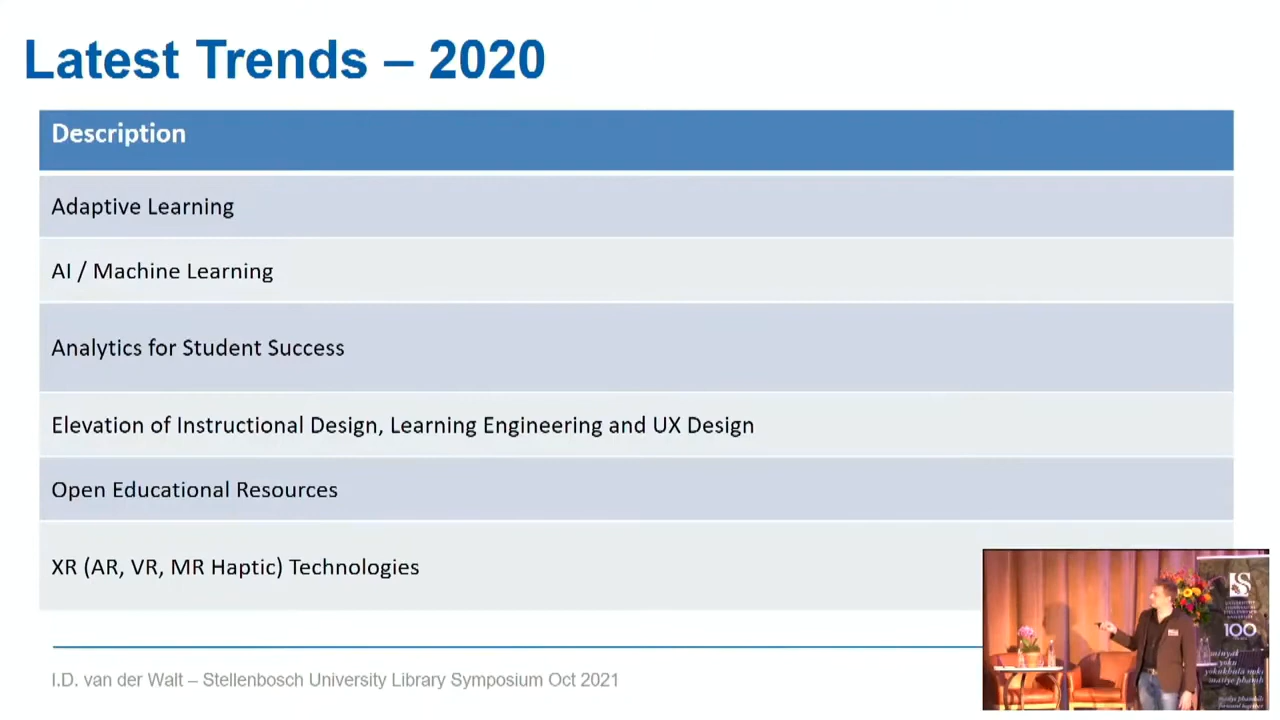 Latest Trends – 2020
Description
Adaptive Learning
AI / Machine Learning
Analytics for Student Success
Elevation of Instructional Design, Learning Engineering and UX Design
Open Educational Resources
XR (AR, VR, MR Haptic) Technologies
I.D. van der Walt – Stellenbosch University Library Symposium Oct 2021
100